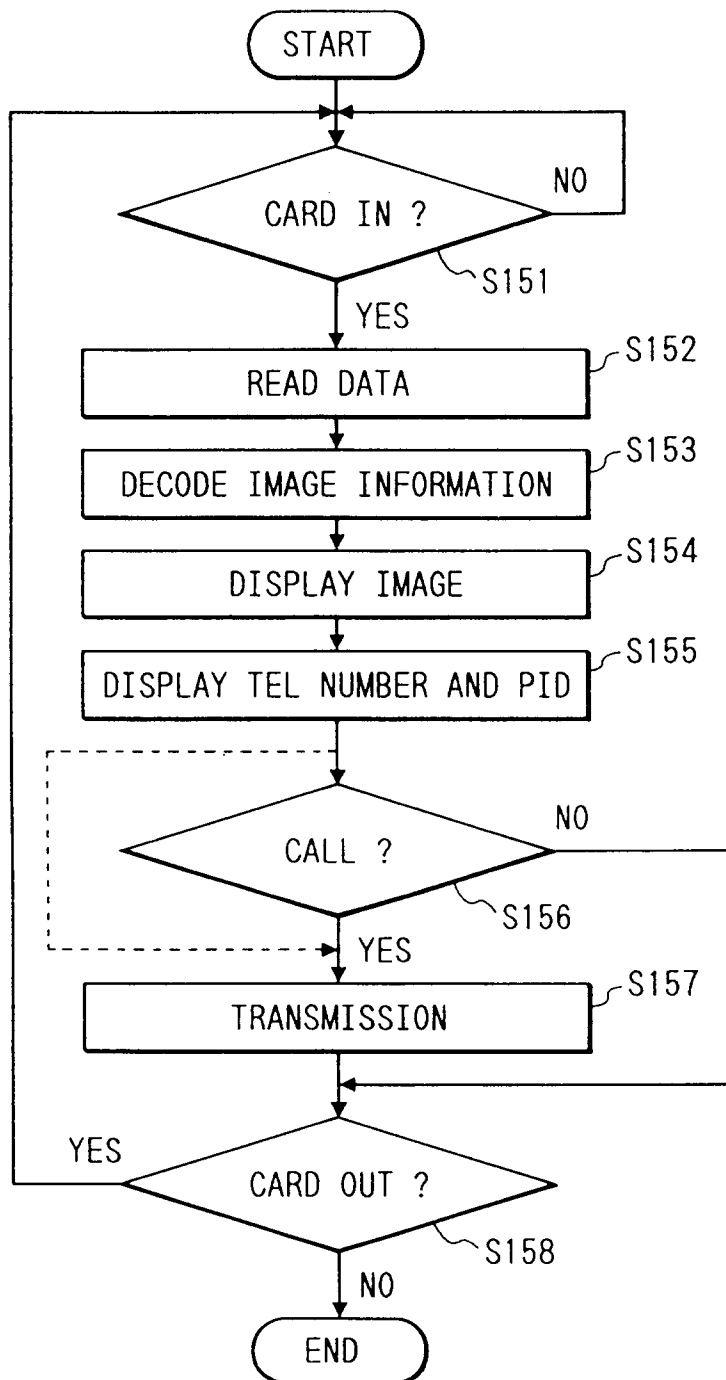 START
CARD IN ?
NO
S151
YES
S152
READ DATA
S153
DECODE IMAGE INFORMATION
S154
DISPLAY IMAGE
S155
DISPLAY TEL NUMBER AND PID
NO
CALL ?
S156
YES
S157
TRANSMISSION
YES
CARD OUT ?
S158
NO
END